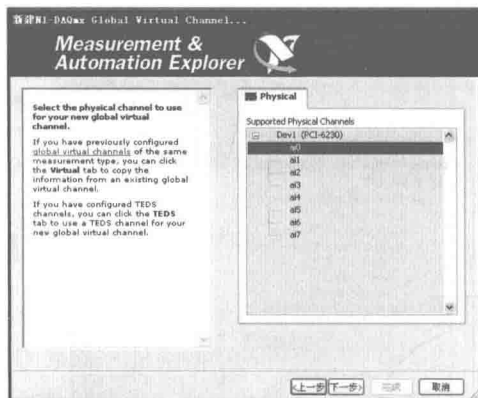 新建NI-DAQmx Global Virtual Channel...
Measurement &
Automation Explorer
Select the physical channel to use
for your new global virtual
channel.
If you have previously configured
global virtual channels of the same
measurement type, you can click
the Virtual tab to copy the
information from an existing global
virtual channel.
If you have configured TEDS
channels, you can click the TEDS
tab to use a TEDS channel for your
new global virtual channel.
Physical
Supported Physical Channels
Dev1 (PCI-6230)
ai0
ai1
ai2
ai3
ai4
ai5
ai6
ai7
<上一步 下一步> 完成 取消